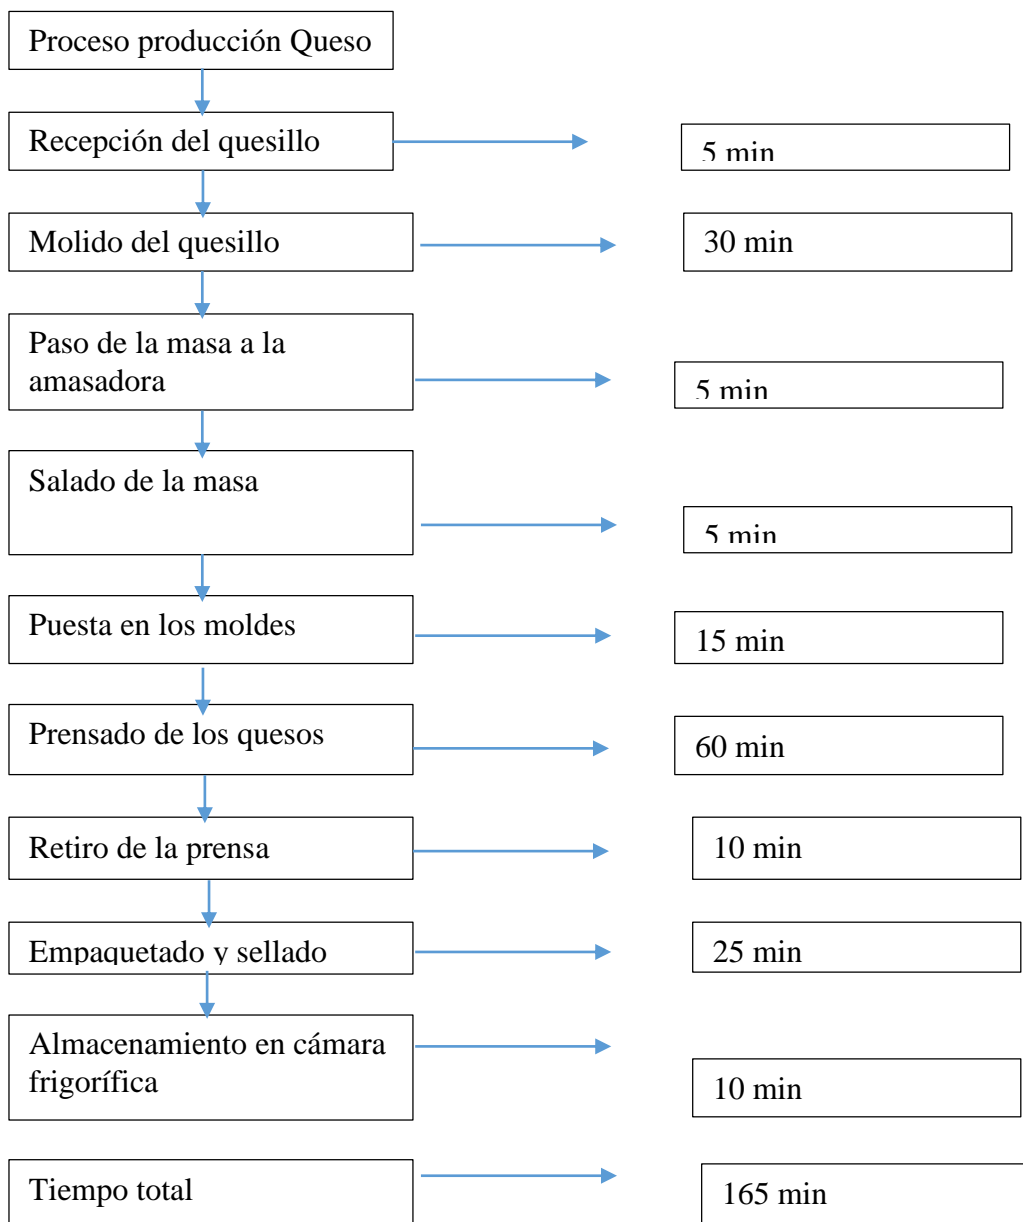 Proceso producción Queso
Recepción del quesillo
5 min
Molido del quesillo
30 min
Paso de la masa a la
amasadora
5 min
Salado de la masa
5 min
Puesta en los moldes
15 min
Prensado de los quesos
60 min
Retiro de la prensa
10 min
Empaquetado y sellado
25 min
Almacenamiento en cámara
frigorífica
10 min
Tiempo total
165 min